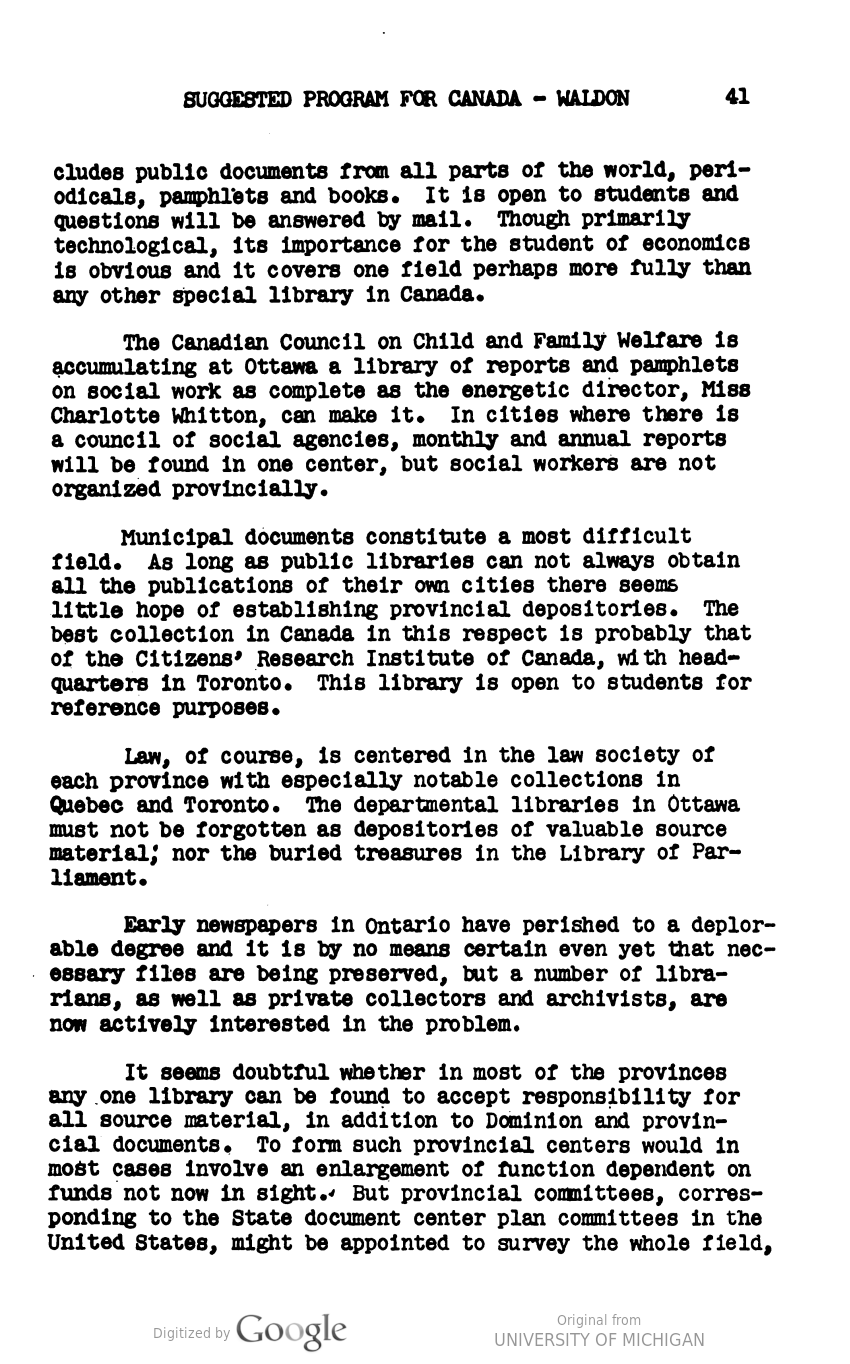 SUGGESTED PROGRAM FOR CANADA - WALDON 41
cludes public documents from all parts of the world, peri-
odicals, pamphlets and books. It is open to students and
questions will be answered by mail. Though primarily
technological, its importance for the student of economics
is obvious and it covers one field perhaps more fully than
any other special library in Canada.
The Canadian Council on Child and Family Welfare is
accumulating at Ottawa a library of reports and pamphlets
on social work as complete as the energetic director, Miss
Charlotte Whitton, can make it. In cities where there is
a council of social agencies, monthly and annual reports
will be found in one center, but social workers are not
organized provincially.
Municipal documents constitute a most difficult
field. As long as public libraries can not always obtain
all the publications of their own cities there seems
little hope of establishing provincial depositories. The
best collection in Canada in this respect is probably that
of the Citizens' Research Institute of Canada, with head-
quarters in Toronto. This library is open to students for
reference purposes.
Law, of course, is centered in the law society of
each province with especially notable collections in
Quebec and Toronto. The departmental libraries in Ottawa
must not be forgotten as depositories of valuable source
material; nor the buried treasures in the Library of Par-
liament.
Early newspapers in Ontario have perished to a deplor-
able degree and it is by no means certain even yet that nec-
essary files are being preserved, but a number of libra-
rians, as well as private collectors and archivists, are
now actively interested in the problem.
It seems doubtful whether in most of the provinces
any one library can be found to accept responsibility for
all source material, in addition to Dominion and provin-
cial documents. To form such provincial centers would in
most cases involve an enlargement of function dependent on
funds not now in sight. But provincial committees, corres-
ponding to the State document center plan committees in the
United States, might be appointed to survey the whole field,
Digitized by Google
Original from
UNIVERSITY OF MICHIGAN